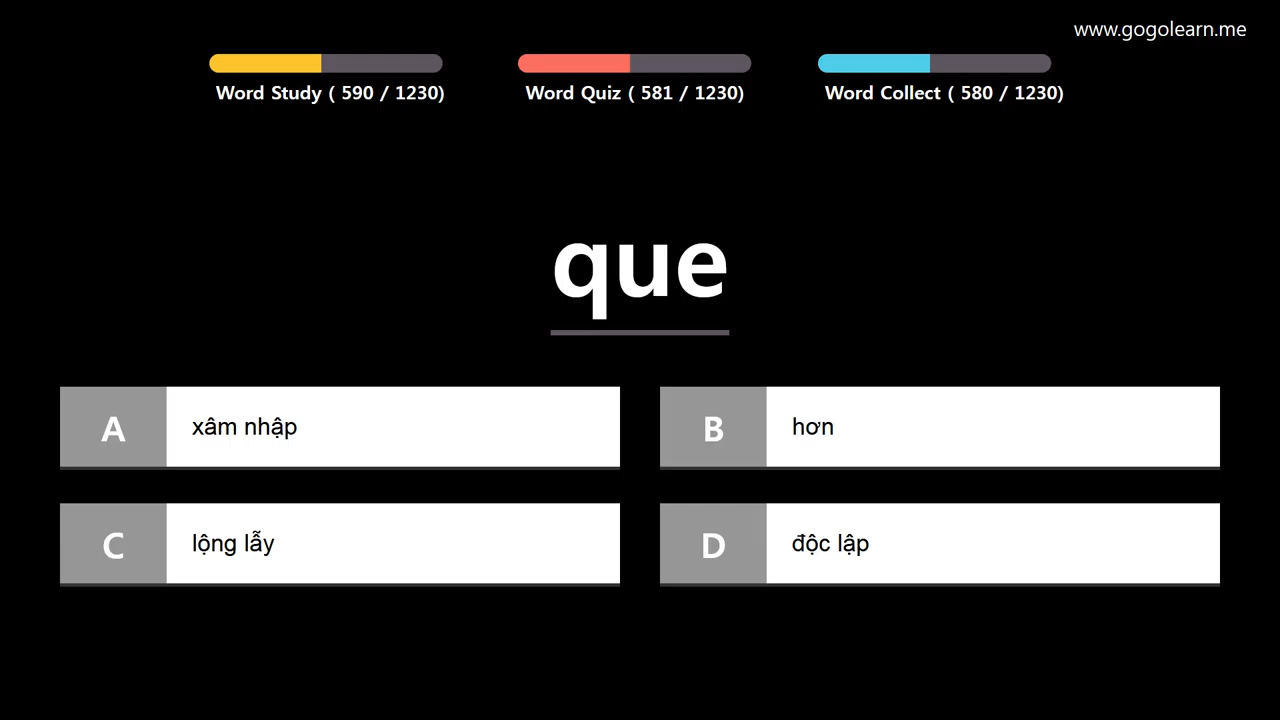 www.gogolearn.me
Word Study ( 590 / 1230)
Word Quiz ( 581 / 1230)
Word Collect ( 580 / 1230)
que
A xâm nhập
B hơn
C lộng lẫy
D độc lập